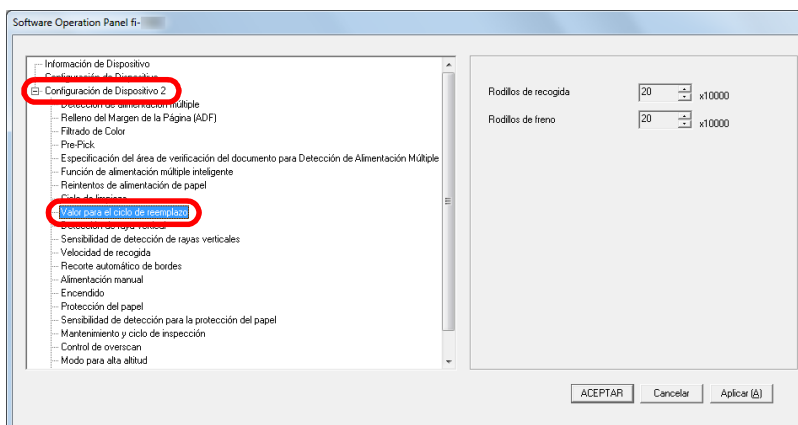 Software Operation Panel fi-
Información de Dispositivo
Configuración de Dispositivo
Configuración de Dispositivo 2
Detección de alimentación múltiple
Relleno del Margen de la Página (ADF)
Filtrado de Color
Pre-Pick
Especificación del área de verificación del documento para Detección de Alimentación Múltiple
Función de alimentación múltiple inteligente
Reintentos de alimentación de papel
Ciclo de limpieza
Valor para el ciclo de reemplazo
Detección de raya vertical
Sensibilidad de detección de rayas verticales
Velocidad de recogida
Recorte automático de bordes
Alimentación manual
Encendido
Protección del papel
Sensibilidad de detección para la protección del papel
Mantenimiento y ciclo de inspección
Control de overscan
Modo para alta altitud
Rodillos de recogida 20 x10000
Rodillos de freno 20 x10000
ACEPTAR Cancelar Aplicar (A)